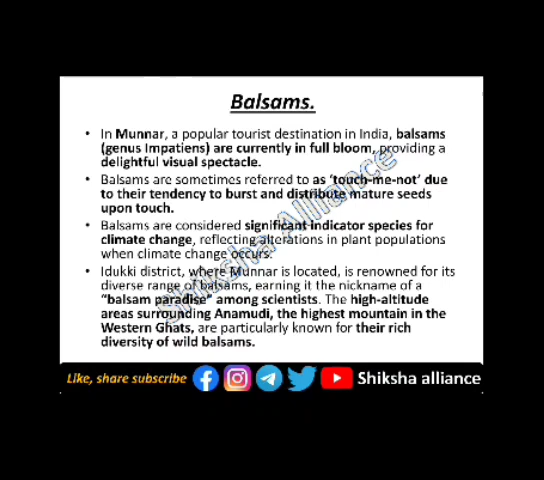 Balsams.
• In Munnar, a popular tourist destination in India, balsams
(genus Impatiens) are currently in full bloom, providing a
delightful visual spectacle.
• Balsams are sometimes referred to as ‘touch-me-not’ due
to their tendency to burst and distribute mature seeds
upon touch.
• Balsams are considered significant indicator species for
climate change, reflecting alterations in plant populations
when climate change occurs.
• Idukki district, where Munnar is located, is renowned for its
diverse range of balsams, earning it the nickname of a
“balsam paradise” among scientists. The high-altitude
areas surrounding Anamudi, the highest mountain in the
Western Ghats, are particularly known for their rich
diversity of wild balsams.
Shiksha Alliance
Like, share subscribe Shiksha alliance